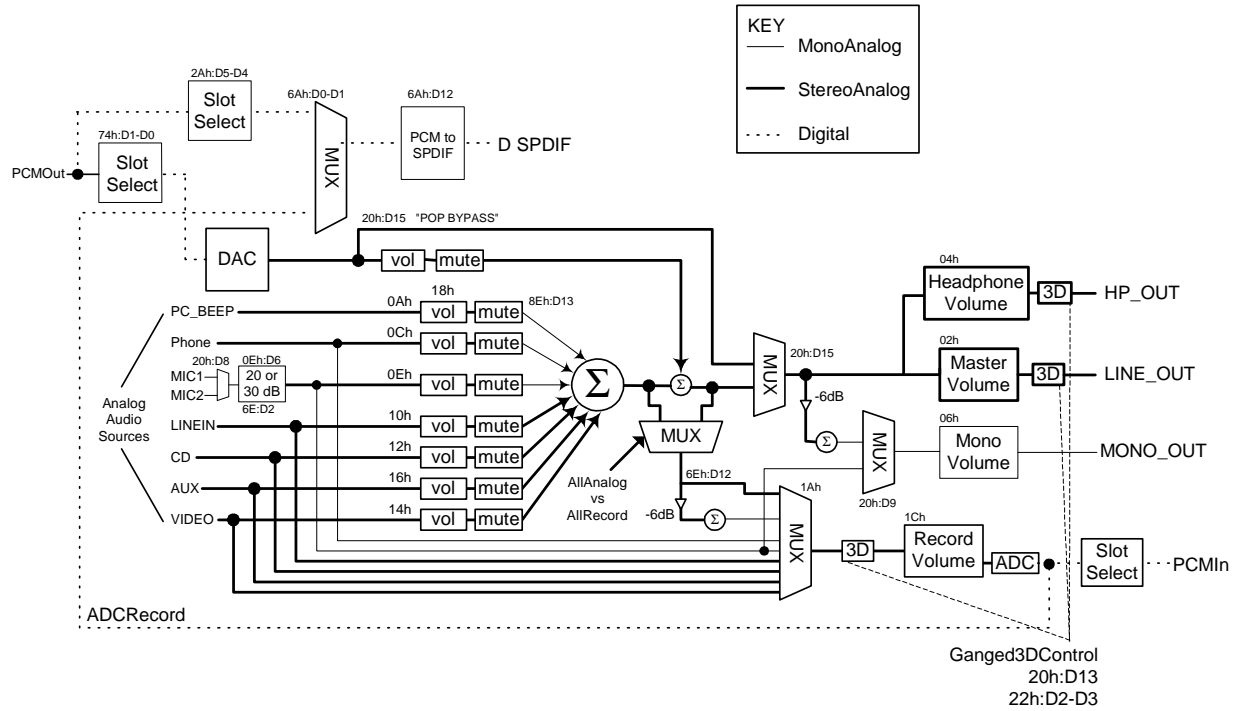 KEY
MonoAnalog
StereoAnalog
Digital
2Ah:D5-D4
Slot
Select
6Ah:D0-D1
MUX
6Ah:D12
PCM to
SPDIF
D SPDIF
74h:D1-D0
PCMOut
Slot
Select
20h:D15 "POP BYPASS"
DAC
vol
mute
18h
Analog
Audio
Sources
PC_BEEP
0Ah
vol
mute
8Eh:D13
Phone
0Ch
vol
mute
20h:D8
0Eh:D6
MIC1
MIC2
20 or
30 dB
6E:D2
0Eh
vol
mute
LINEIN
10h
vol
mute
CD
12h
vol
mute
AUX
16h
vol
mute
VIDEO
14h
vol
mute
Σ
Σ
MUX
AllAnalog
vs
AllRecord
6Eh:D12
-6dB
Σ
MUX
20h:D15
-6dB
Σ
MUX
20h:D9
04h
Headphone
Volume
3D
HP_OUT
02h
Master
Volume
3D
LINE_OUT
06h
Mono
Volume
MONO_OUT
1Ah
MUX
3D
1Ch
Record
Volume
ADC
Slot
Select
PCMIn
ADCRecord
Ganged3DControl
20h:D13
22h:D2-D3